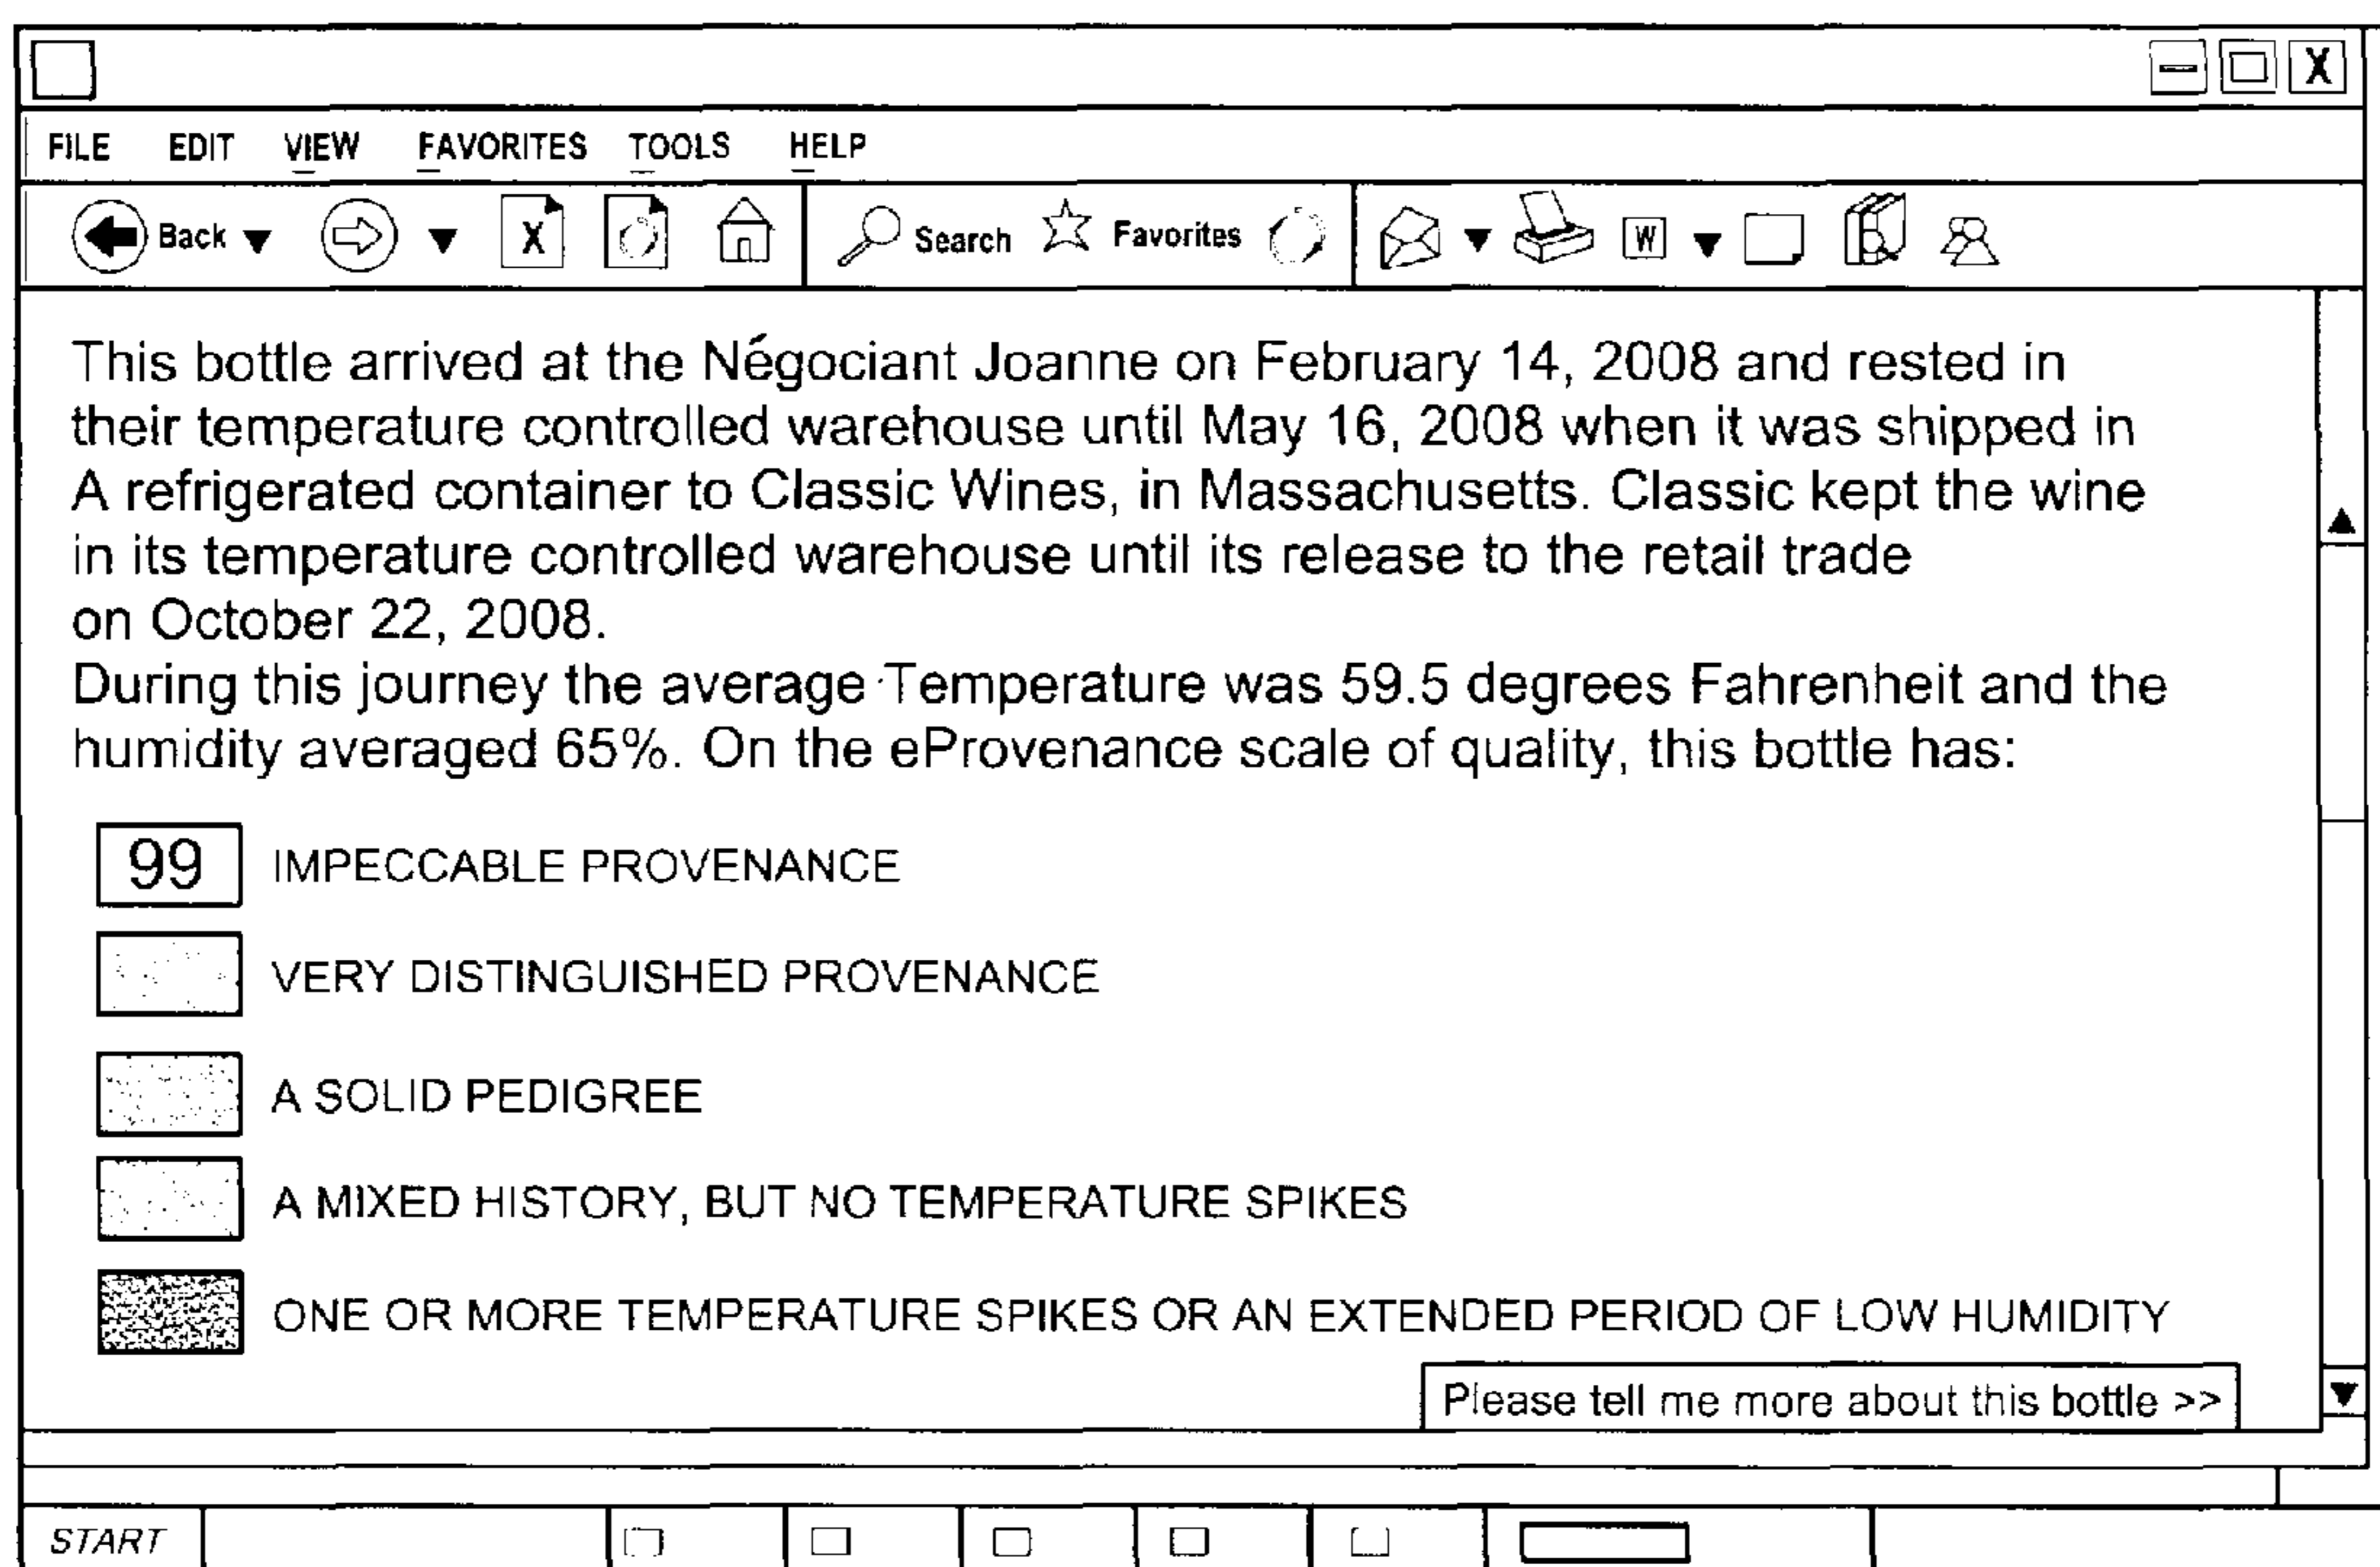 X
FILE EDIT VIEW FAVORITES TOOLS HELP
Back X Search Favorites W
This bottle arrived at the Négociant Joanne on February 14, 2008 and rested in
their temperature controlled warehouse until May 16, 2008 when it was shipped in
A refrigerated container to Classic Wines, in Massachusetts. Classic kept the wine
in its temperature controlled warehouse until its release to the retail trade
on October 22, 2008.
During this journey the average Temperature was 59.5 degrees Fahrenheit and the
humidity averaged 65%. On the eProvenance scale of quality, this bottle has:
99 IMPECCABLE PROVENANCE
VERY DISTINGUISHED PROVENANCE
A SOLID PEDIGREE
A MIXED HISTORY, BUT NO TEMPERATURE SPIKES
ONE OR MORE TEMPERATURE SPIKES OR AN EXTENDED PERIOD OF LOW HUMIDITY
Please tell me more about this bottle >>
START